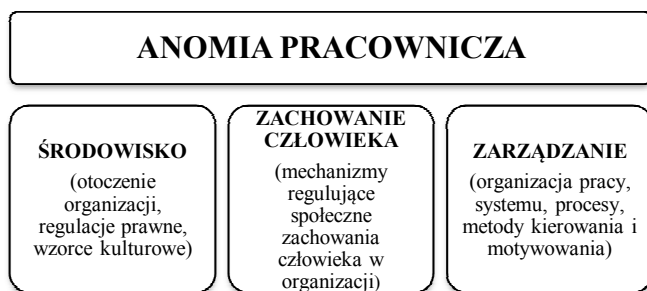 ANOMIA PRACOWNICZA
ŚRODOWISKO
(otoczenie
organizacji,
regulacje prawne,
wzorce kulturowe)
ZACHOWANIE
CZŁOWIEKA
(mechanizmy
regulujące
społeczne
zachowania
człowieka w
organizacji)
ZARZĄDZANIE
(organizacja pracy,
systemu, procesy,
metody kierowania i
motywowania)